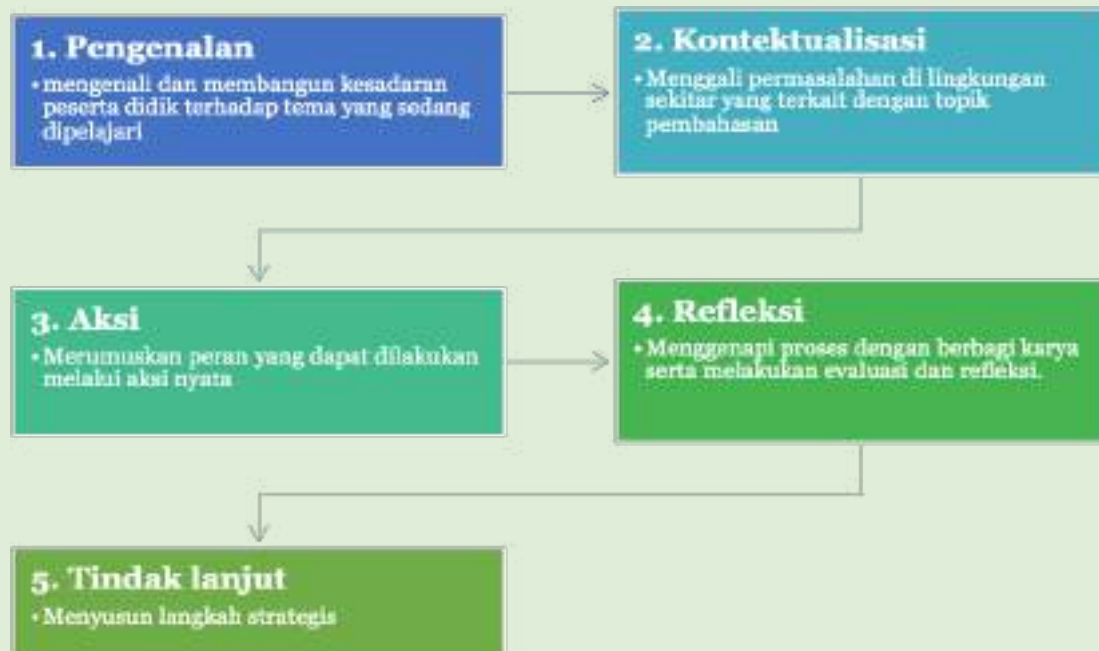 1. Pengenalan
• mengenali dan membangun kesadaran
peserta didik terhadap tema yang sedang
dipelajari
2. Kontektualisasi
• Menggali permasalahan di lingkungan
sekitar yang terkait dengan topik
pembahasan
3. Aksi
• Merumuskan peran yang dapat dilakukan
melalui aksi nyata
4. Refleksi
• Menggenapi proses dengan berbagi karya
serta melakukan evaluasi dan refleksi.
5. Tindak lanjut
• Menyusun langkah strategis